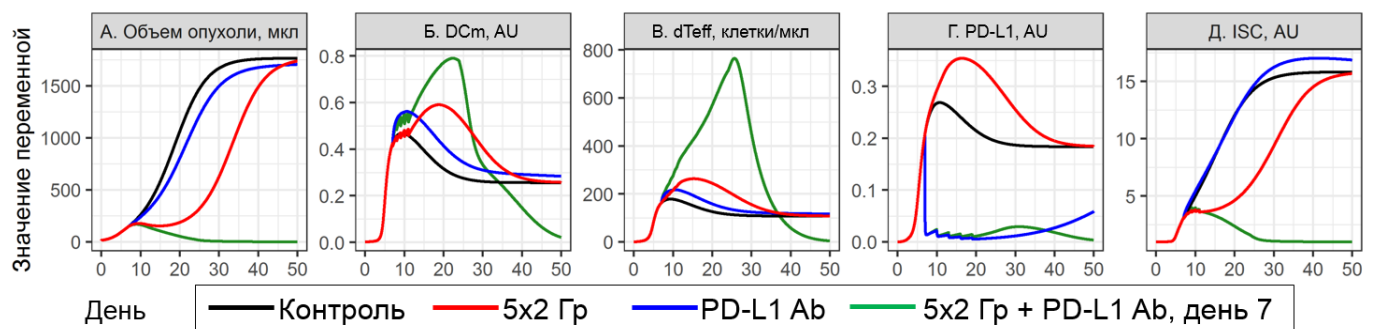 А. Объем опухоли, мкл
Б. DCm, AU
В. dTeff, клетки/мкл
Г. PD-L1, AU
Д. ISC, AU
Значение переменной
1500
1000
500
0
0 10 20 30 40 50
0.8
0.6
0.4
0.2
0.0
0 10 20 30 40 50
800
600
400
200
0
0 10 20 30 40 50
0.3
0.2
0.1
0.0
0 10 20 30 40 50
15
10
5
0 10 20 30 40 50
День
Контроль
5x2 Гр
PD-L1 Ab
5x2 Гр + PD-L1 Ab, день 7